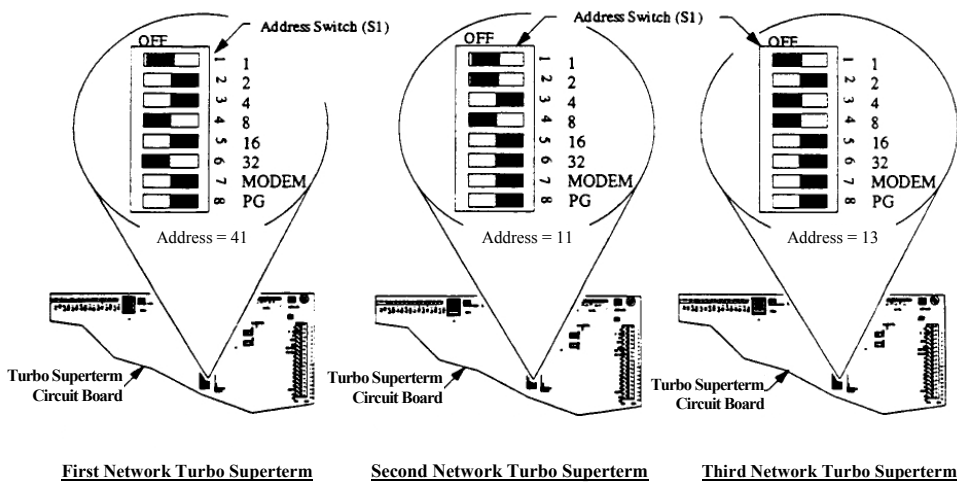 Address Switch (S1)
OFF
1 1
2 2
3 4
4 8
5 16
6 32
7 MODEM
8 PG
Address = 41
Turbo Superterm
Circuit Board
First Network Turbo Superterm
Address Switch (S1)
OFF
1 1
2 2
3 4
4 8
5 16
6 32
7 MODEM
8 PG
Address = 11
Turbo Superterm
Circuit Board
Second Network Turbo Superterm
OFF
1 1
2 2
3 4
4 8
5 16
6 32
7 MODEM
8 PG
Address = 13
Turbo Superterm
Circuit Board
Third Network Turbo Superterm